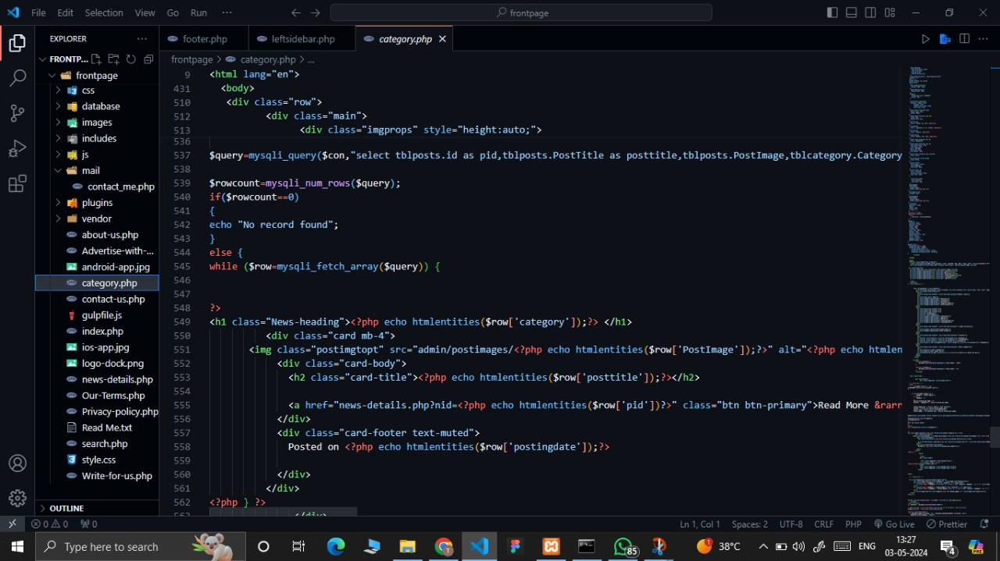 File Edit Selection View Go Run ··· frontpage
EXPLORER ···
footer.php leftsidebar.php category.php
FRONTP...
frontpage > category.php > ...
frontpage
css
database
images
includes
js
mail
contact_me.php
plugins
vendor
about-us.php
Advertise-with-...
android-app.jpg
category.php
contact-us.php
gulpfile.js
index.php
ios-app.jpg
logo-dock.png
news-details.php
Our-Terms.php
Privacy-policy.php
Read Me.txt
search.php
style.css
Write-for-us.php
OUTLINE
9 <html lang="en">
431 <body>
510 <div class="row">
512 <div class="main">
513 <div class="imgprops" style="height:auto;">
536
537 $query=mysqli_query($con,"select tblposts.id as pid,tblposts.PostTitle as posttitle,tblposts.PostImage,tblcategory.Category
538
539 $rowcount=mysqli_num_rows($query);
540 if($rowcount==0)
541 {
542 echo "No record found";
543 }
544 else {
545 while ($row=mysqli_fetch_array($query)) {
546
547
548 ?>
549 <h1 class="News-heading"><?php echo htmlentities($row['category']);?> </h1>
550 <div class="card mb-4">
551 <img class="postimgtop" src="admin/postimages/<?php echo htmlentities($row['PostImage']);?>" alt="<?php echo htmlen
552 <div class="card-body">
553 <h2 class="card-title"><?php echo htmlentities($row['posttitle']);?></h2>
554
555 <a href="news-details.php?nid=<?php echo htmlentities($row['pid'])?>" class="btn btn-primary">Read More &rarr
556 </div>
557 <div class="card-footer text-muted">
558 Posted on <?php echo htmlentities($row['postingdate']);?>
559
560 </div>
561 </div>
562 <?php } ?>
563 </div>
0 0 0 Ln 1, Col 1 Spaces: 2 UTF-8 CRLF PHP Go Live Prettier
Type here to search 85 1 38°C ENG 13:27 03-05-2024 4 PRE